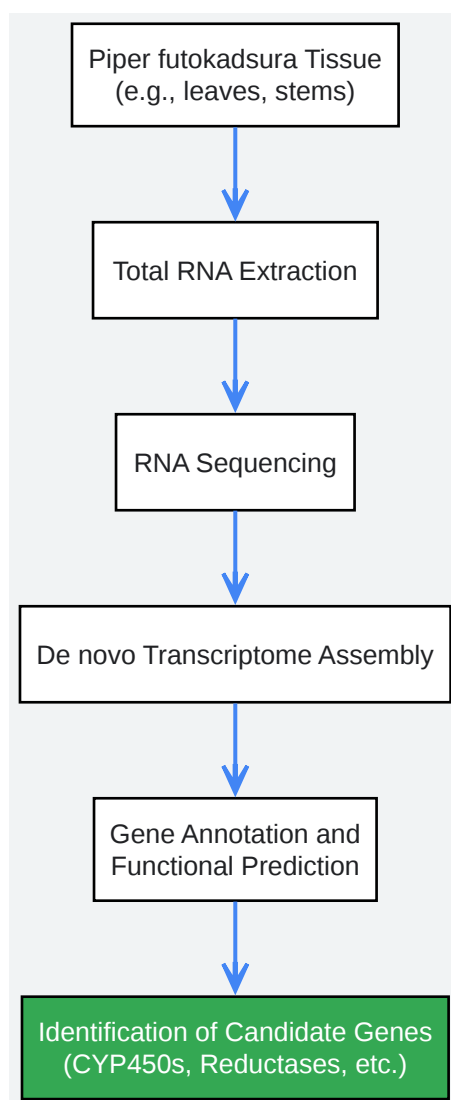 Piper futokadsura Tissue
(e.g., leaves, stems)
Total RNA Extraction
RNA Sequencing
De novo Transcriptome Assembly
Gene Annotation and
Functional Prediction
Identification of Candidate Genes
(CYP450s, Reductases, etc.)